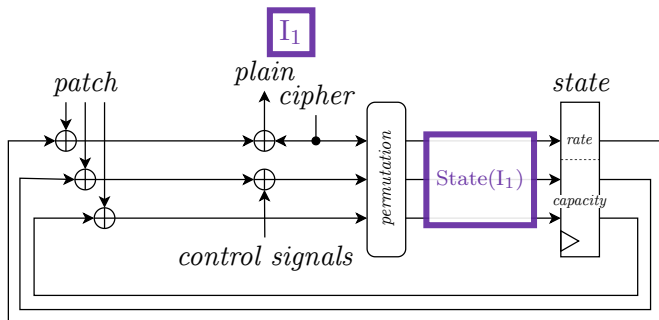 I₁
patch
plain
cipher
state
permutation
State(I₁)
rate
capacity
control signals